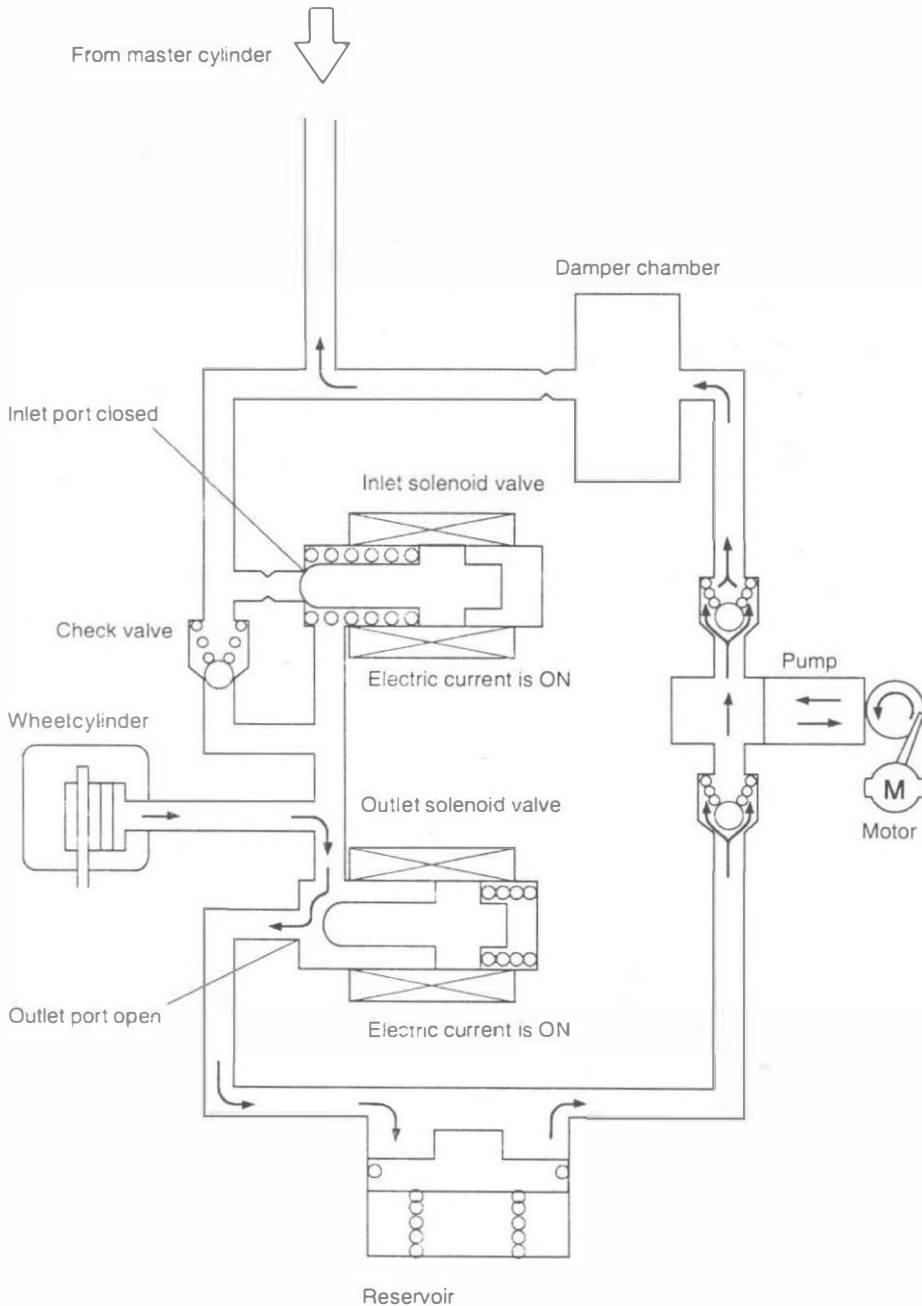 From master cylinder
Damper chamber
Inlet port closed
Inlet solenoid valve
Check valve
Electric current is ON
Pump
Wheelcylinder
Outlet solenoid valve
M
Motor
Outlet port open
Electric current is ON
Reservoir